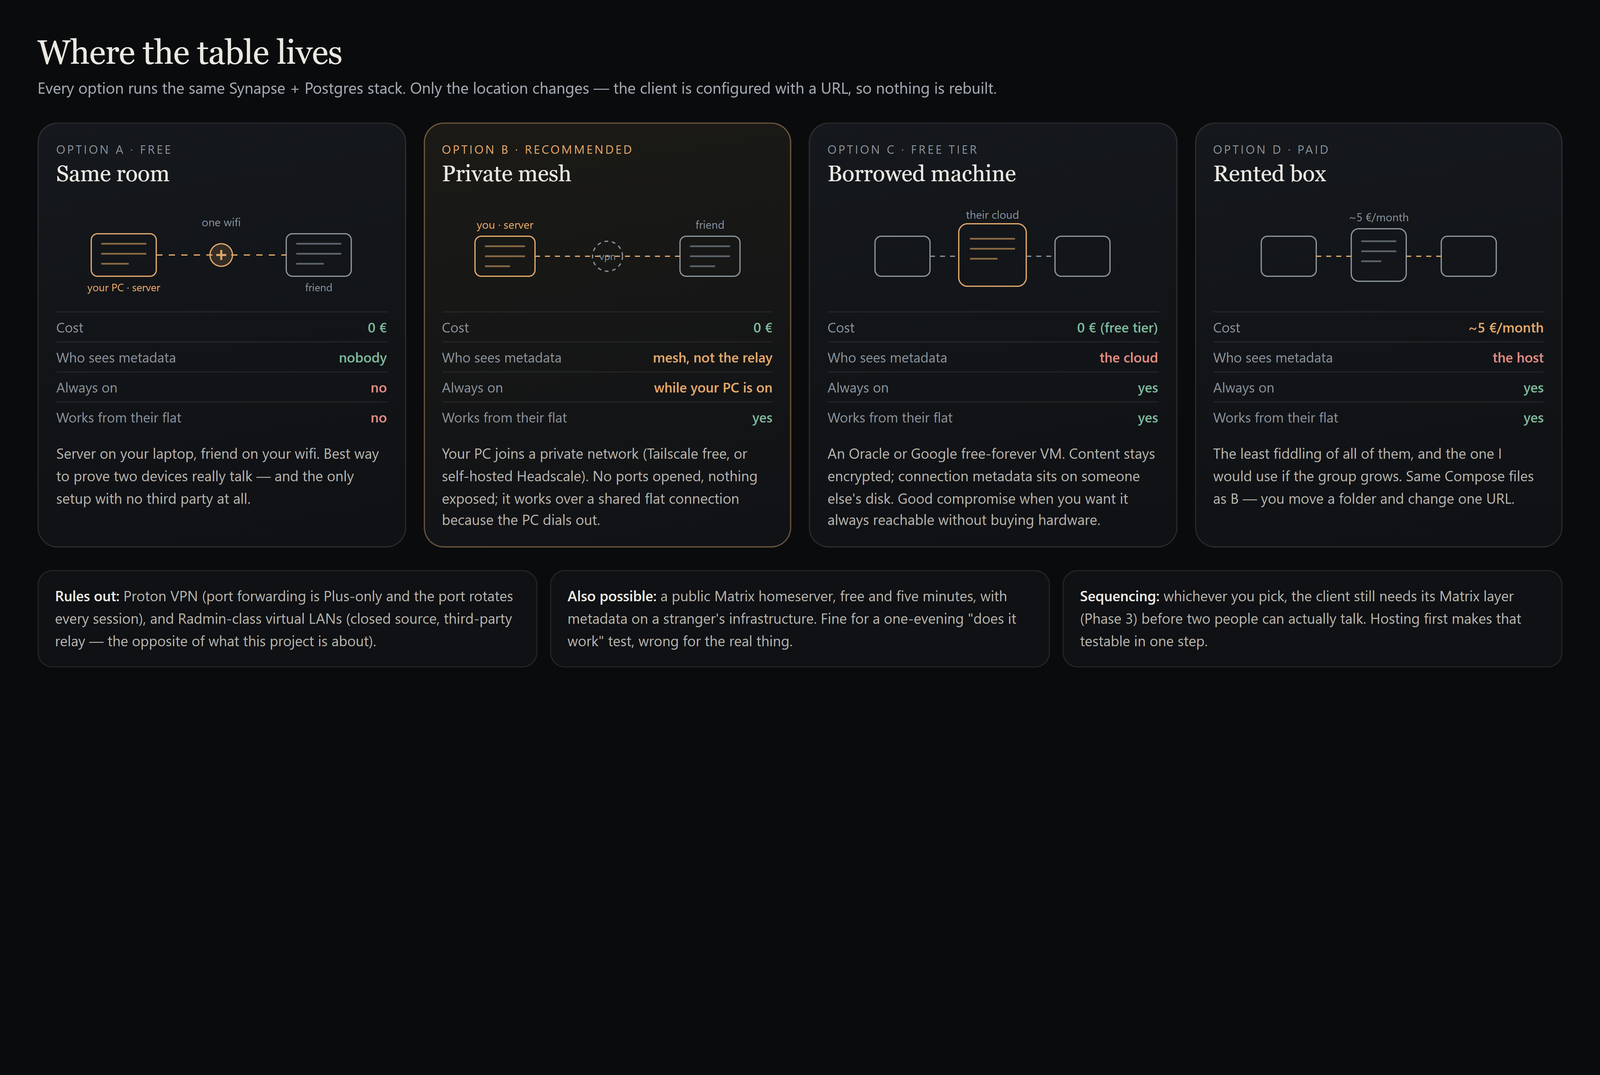 Where the table lives
Every option runs the same Synapse + Postgres stack. Only the location changes — the client is configured with a URL, so nothing is rebuilt.
OPTION A · FREE
Same room
one wifi
your PC · server
friend
Cost 0 €
Who sees metadata nobody
Always on no
Works from their flat no
Server on your laptop, friend on your wifi. Best way
to prove two devices really talk — and the only
setup with no third party at all.
OPTION B · RECOMMENDED
Private mesh
you · server
friend
vpn
Cost 0 €
Who sees metadata mesh, not the relay
Always on while your PC is on
Works from their flat yes
Your PC joins a private network (Tailscale free, or
self-hosted Headscale). No ports opened, nothing
exposed; it works over a shared flat connection
because the PC dials out.
OPTION C · FREE TIER
Borrowed machine
their cloud
Cost 0 € (free tier)
Who sees metadata the cloud
Always on yes
Works from their flat yes
An Oracle or Google free-forever VM. Content stays
encrypted; connection metadata sits on someone
else's disk. Good compromise when you want it
always reachable without buying hardware.
OPTION D · PAID
Rented box
~5 €/month
Cost ~5 €/month
Who sees metadata the host
Always on yes
Works from their flat yes
The least fiddling of all of them, and the one I
would use if the group grows. Same Compose files
as B — you move a folder and change one URL.
Rules out: Proton VPN (port forwarding is Plus-only and the port rotates
every session), and Radmin-class virtual LANs (closed source, third-party
relay — the opposite of what this project is about).
Also possible: a public Matrix homeserver, free and five minutes, with
metadata on a stranger's infrastructure. Fine for a one-evening "does it
work" test, wrong for the real thing.
Sequencing: whichever you pick, the client still needs its Matrix layer
(Phase 3) before two people can actually talk. Hosting first makes that
testable in one step.